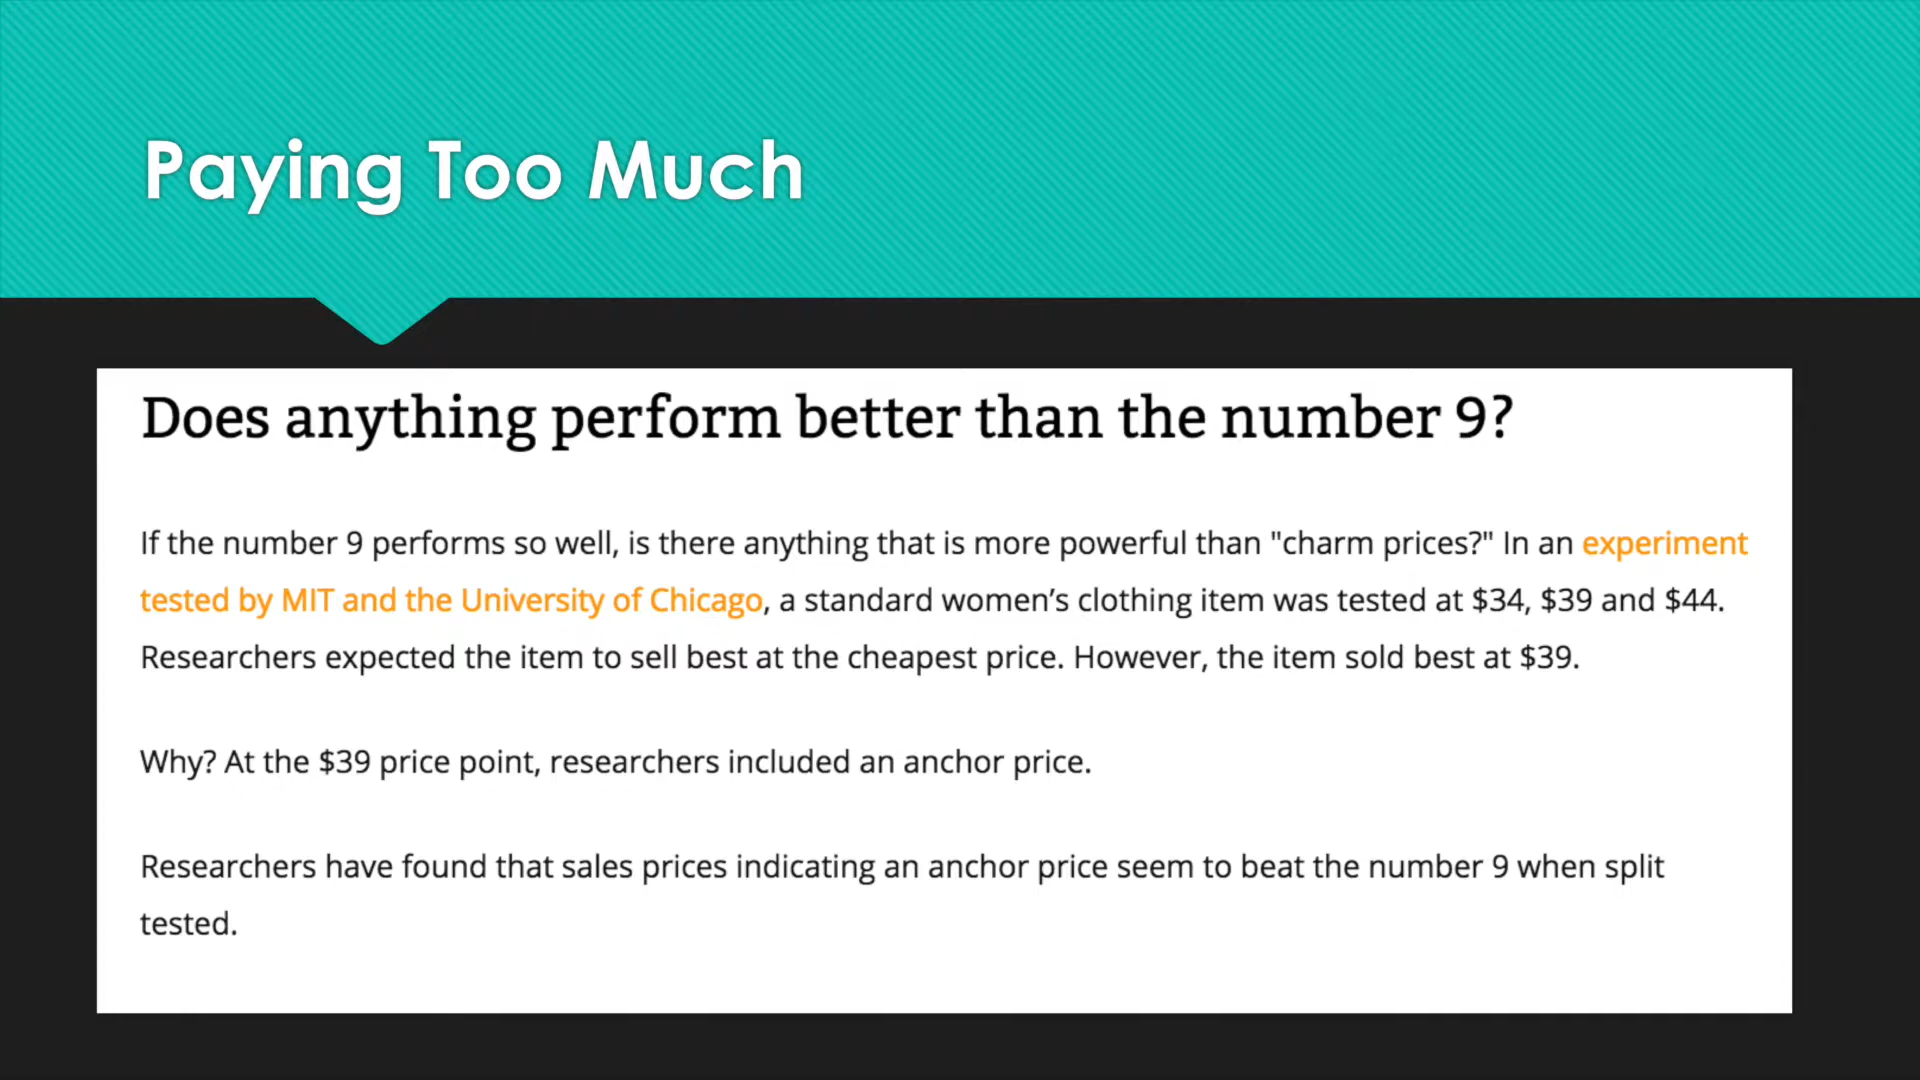 Paying Too Much
Does anything perform better than the number 9?
If the number 9 performs so well, is there anything that is more powerful than "charm prices?" In an experiment
tested by MIT and the University of Chicago, a standard women’s clothing item was tested at $34, $39 and $44.
Researchers expected the item to sell best at the cheapest price. However, the item sold best at $39.
Why? At the $39 price point, researchers included an anchor price.
Researchers have found that sales prices indicating an anchor price seem to beat the number 9 when split
tested.